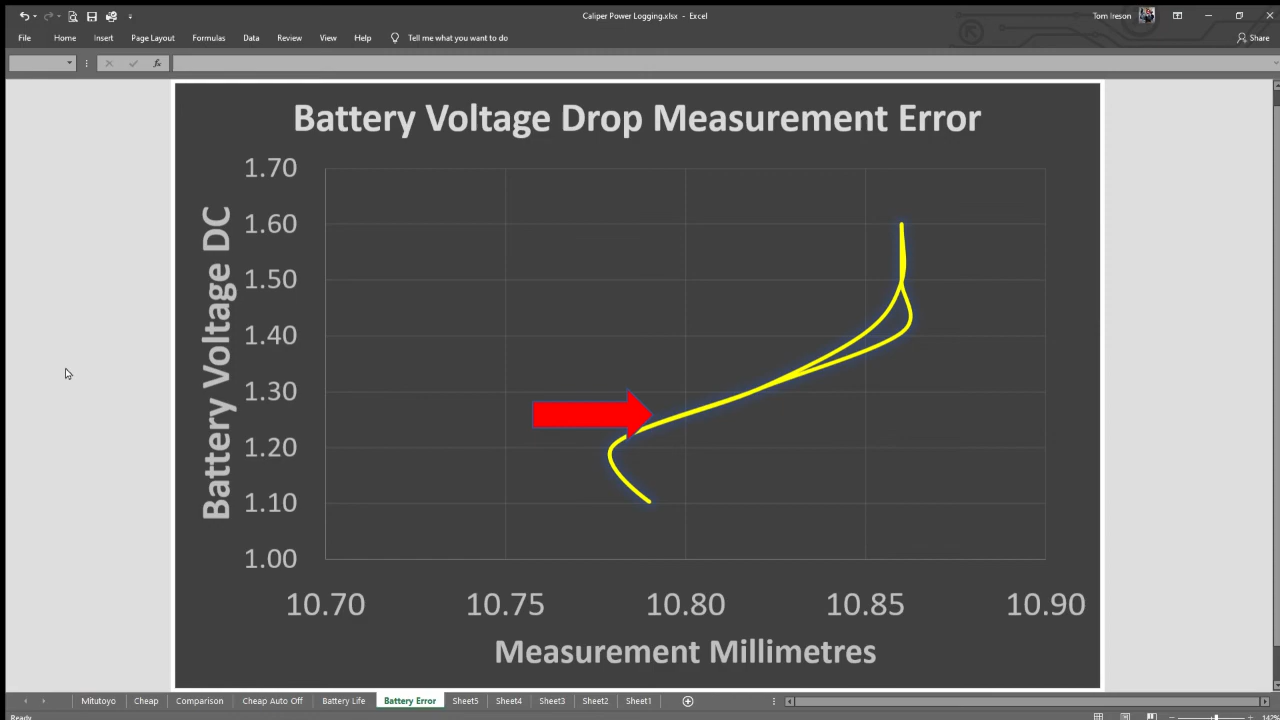 Caliper Power Logging.xlsx - Excel
Tom Ireson
File Home Insert Page Layout Formulas Data Review View Help Tell me what you want to do Share
fx
Battery Voltage Drop Measurement Error
Battery Voltage DC
1.70
1.60
1.50
1.40
1.30
1.20
1.10
1.00
10.70 10.75 10.80 10.85 10.90
Measurement Millimetres
Mitutoyo Cheap Comparison Cheap Auto Off Battery Life Battery Error Sheet5 Sheet4 Sheet3 Sheet2 Sheet1
Ready